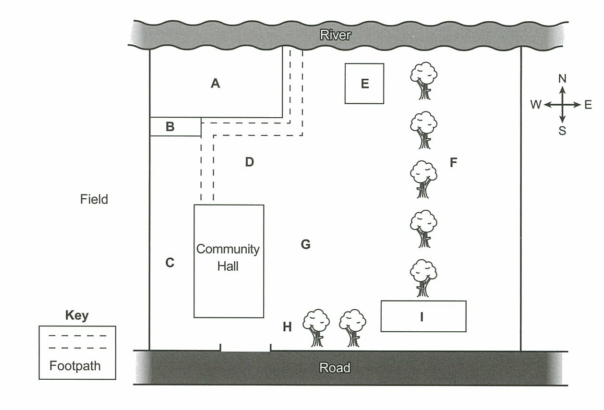 River
A
E
N
W E
S
B
D
F
Field
Community
Hall
C
G
Key
H
I
Footpath
Road